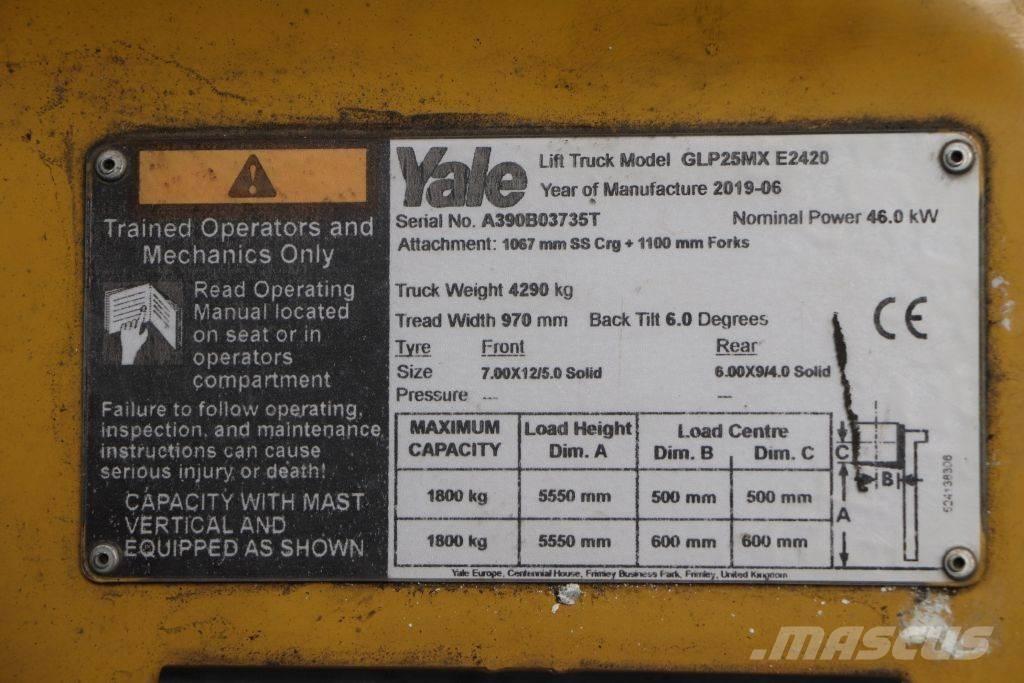 Trained Operators and
Mechanics Only
Read Operating
Manual located
on seat or in
operators
compartment
Failure to follow operating,
inspection, and maintenance
instructions can cause
serious injury or death!
CAPACITY WITH MAST
VERTICAL AND
EQUIPPED AS SHOWN
Yale
Lift Truck Model GLP25MX E2420
Year of Manufacture 2019-06
Serial No. A390B03735T Nominal Power 46.0 kW
Attachment: 1067 mm SS Crg + 1100 mm Forks
Truck Weight 4290 kg
Tread Width 970 mm Back Tilt 6.0 Degrees
CE
Tyre Front Rear
Size 7.00X12/5.0 Solid 6.00X9/4.0 Solid
Pressure --- ---
MAXIMUM CAPACITY Load Height Dim. A Load Centre Dim. B Dim. C
1800 kg 5550 mm 500 mm 500 mm
1800 kg 5550 mm 600 mm 600 mm
C
B
A
524138306
Yale Europe, Centennial House, Frimley Business Park, Frimley, United Kingdom
MASCUS